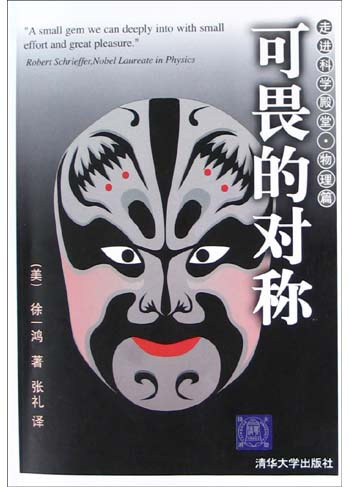 "A small gem we can deeply into with small
effort and great pleasure."
Robert Schrieffer,Nobel Laureate in Physics
走进科学殿堂·物理篇
可畏的对称
(美) 徐一鸿 著
张礼 译
清华大学出版社